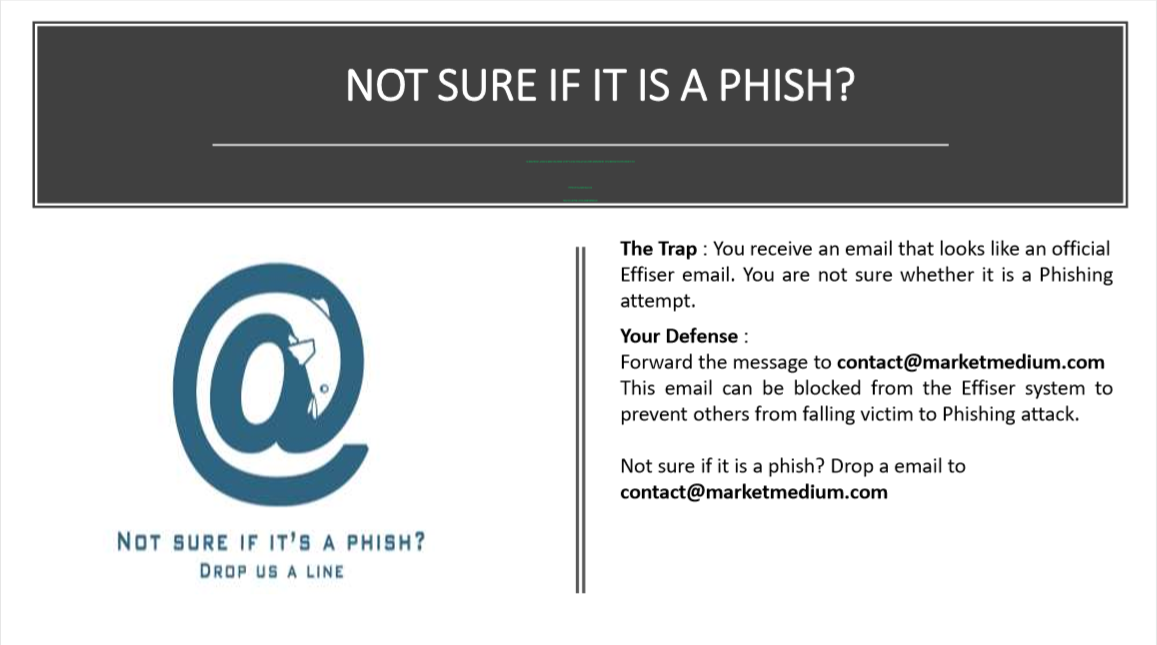 NOT SURE IF IT IS A PHISH?
The Trap : You receive an email that looks like an official
Effiser email. You are not sure whether it is a Phishing
attempt.
Your Defense :
Forward the message to contact@marketmedium.com
This email can be blocked from the Effiser system to
prevent others from falling victim to Phishing attack.
Not sure if it is a phish? Drop a email to
contact@marketmedium.com
NOT SURE IF IT'S A PHISH?
DROP US A LINE